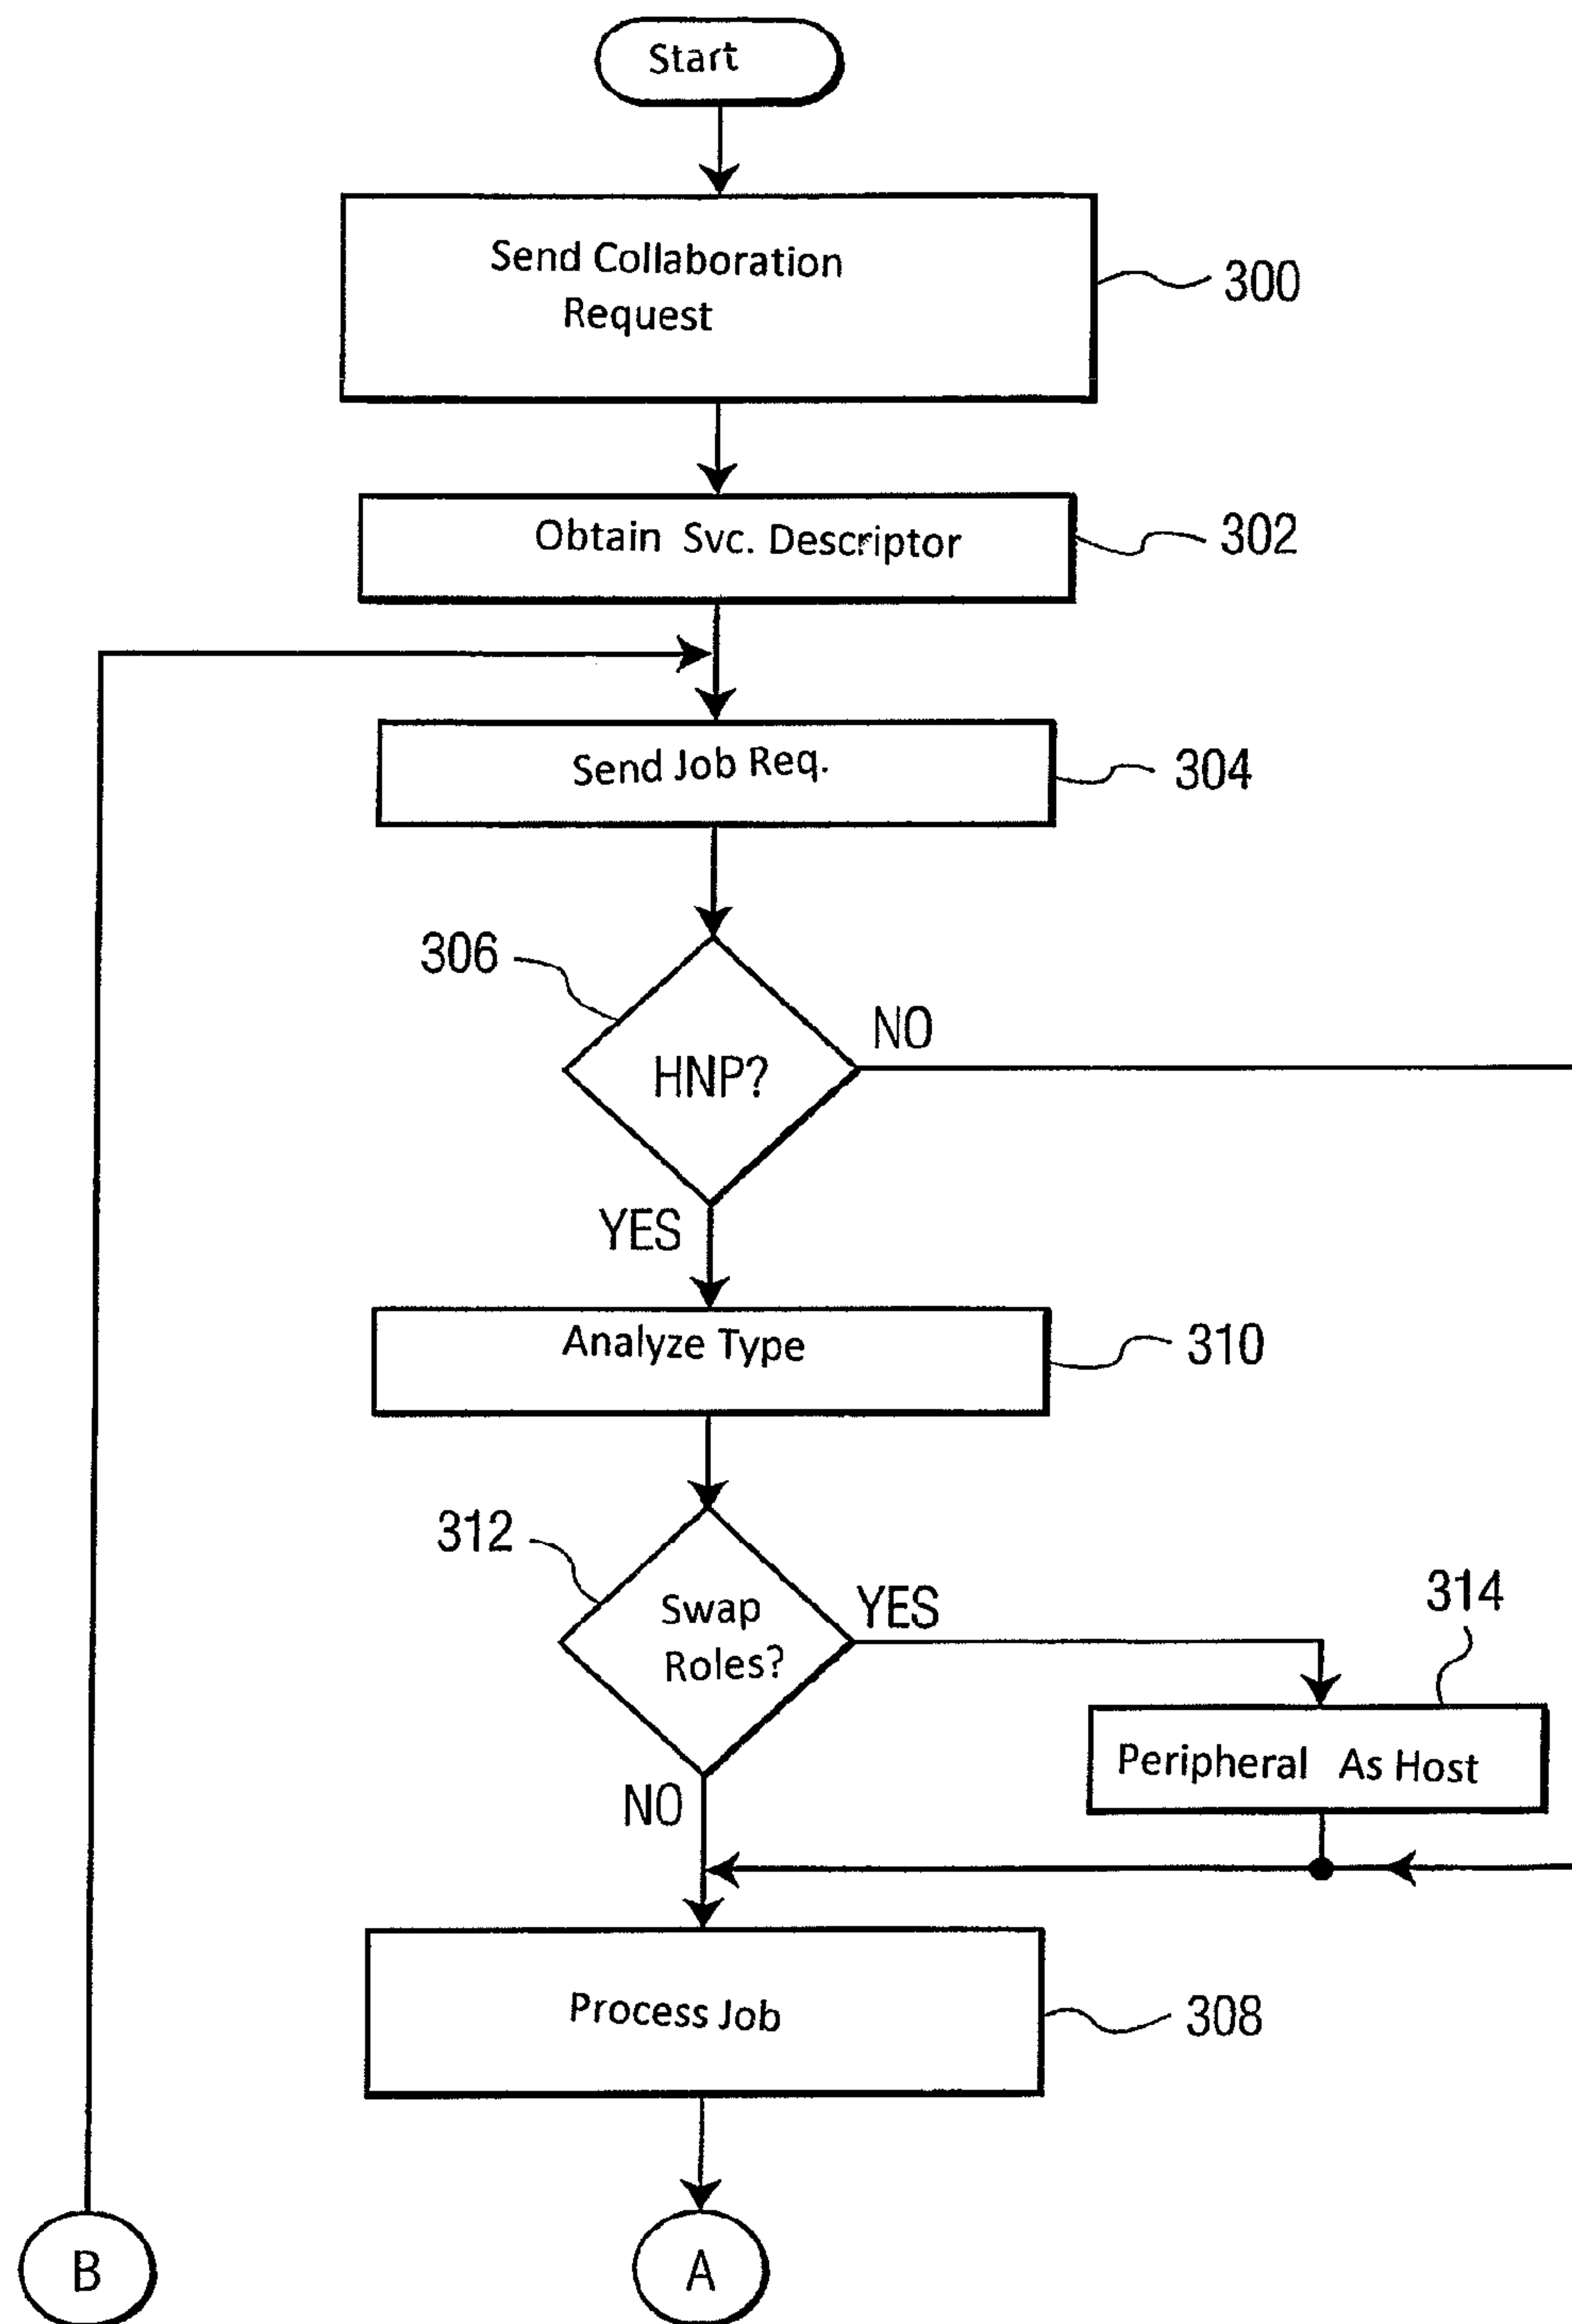 Start
Send Collaboration
Request
300
Obtain Svc. Descriptor
302
Send Job Req.
304
306
HNP?
NO
YES
Analyze Type
310
312
Swap
Roles?
YES
314
Peripheral As Host
NO
Process Job
308
B
A